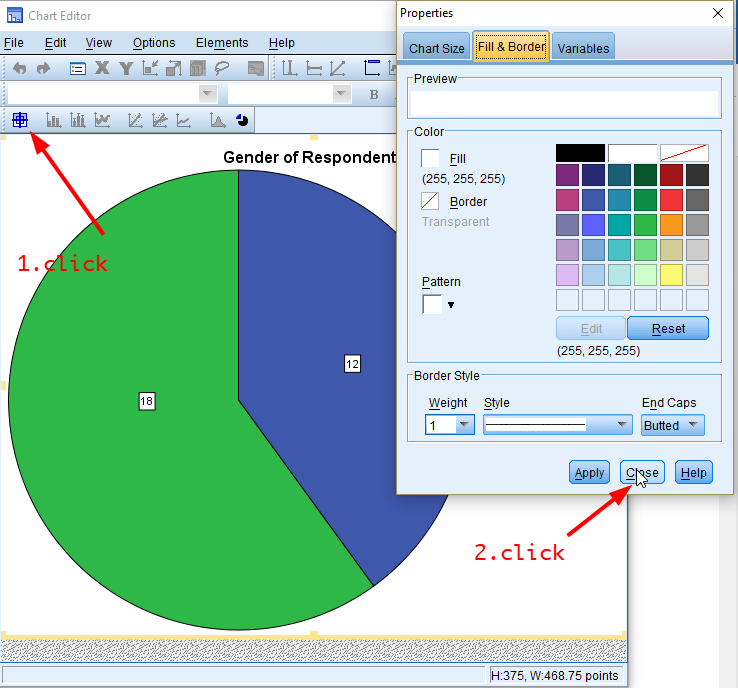 Chart Editor
File Edit View Options Elements Help
B
Gender of Respondent
1.click
12
18
H:375, W:468.75 points
Properties
Chart Size Fill & Border Variables
Preview
Color
Fill
(255, 255, 255)
Border
Transparent
Pattern
Edit Reset
(255, 255, 255)
Border Style
Weight Style End Caps
1 Butted
Apply Close Help
2.click